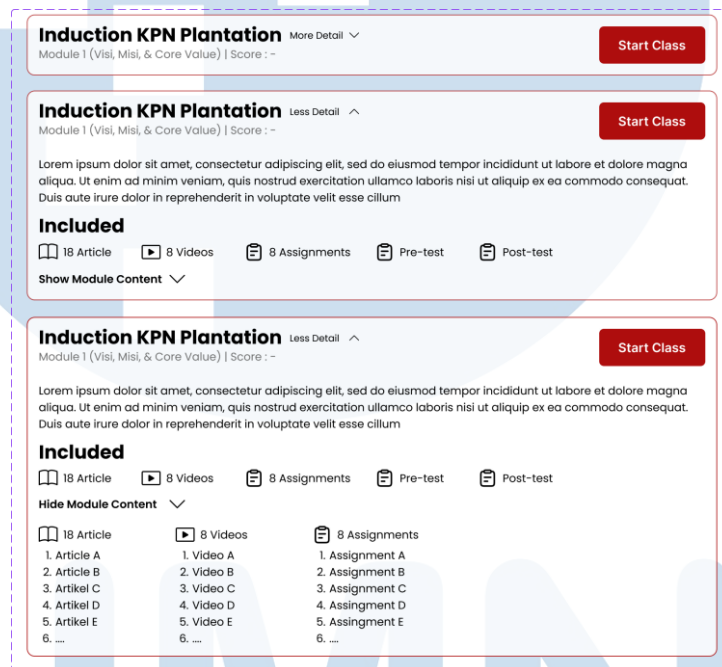 Induction KPN Plantation More Detail
Module 1 (Visi, Misi, & Core Value) | Score : -
Start Class
Induction KPN Plantation Less Detail
Module 1 (Visi, Misi, & Core Value) | Score : -
Start Class
Lorem ipsum dolor sit amet, consectetur adipiscing elit, sed do eiusmod tempor incididunt ut labore et dolore magna
aliqua. Ut enim ad minim veniam, quis nostrud exercitation ullamco laboris nisi ut aliquip ex ea commodo consequat.
Duis aute irure dolor in reprehenderit in voluptate velit esse cillum
Included
18 Article 8 Videos 8 Assignments Pre-test Post-test
Show Module Content
Induction KPN Plantation Less Detail
Module 1 (Visi, Misi, & Core Value) | Score : -
Start Class
Lorem ipsum dolor sit amet, consectetur adipiscing elit, sed do eiusmod tempor incididunt ut labore et dolore magna
aliqua. Ut enim ad minim veniam, quis nostrud exercitation ullamco laboris nisi ut aliquip ex ea commodo consequat.
Duis aute irure dolor in reprehenderit in voluptate velit esse cillum
Included
18 Article 8 Videos 8 Assignments Pre-test Post-test
Hide Module Content
18 Article
1. Article A
2. Article B
3. Artikel C
4. Artikel D
5. Artikel E
6. ....
8 Videos
1. Video A
2. Video B
3. Video C
4. Video D
5. Video E
6. ....
8 Assignments
1. Assignment A
2. Assignment B
3. Assignment C
4. Assingment D
5. Assingment E
6. ....